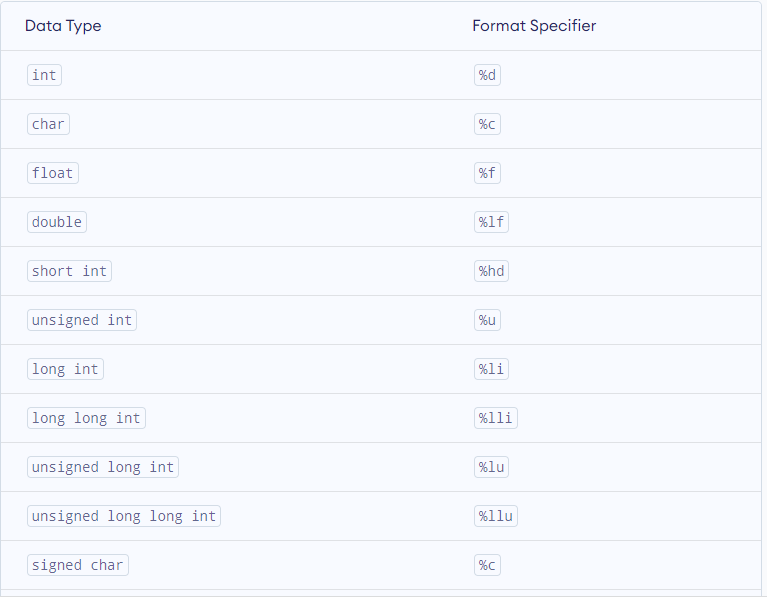 Data Type Format Specifier
int %d
char %c
float %f
double %lf
short int %hd
unsigned int %u
long int %li
long long int %lli
unsigned long int %lu
unsigned long long int %llu
signed char %c